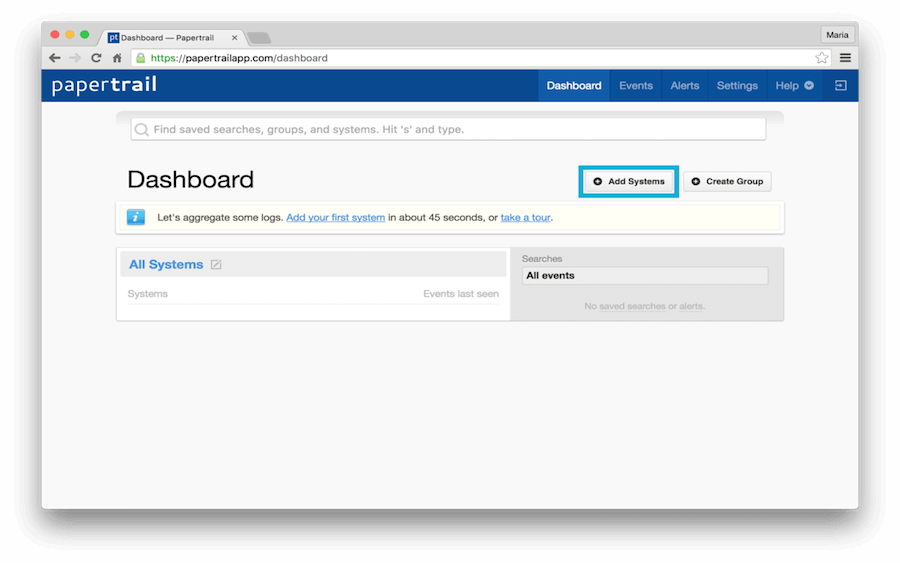 pt Dashboard — Papertrail
Maria
https://papertrailapp.com/dashboard
papertrail
Dashboard Events Alerts Settings Help
Find saved searches, groups, and systems. Hit 's' and type.
Dashboard
Add Systems
Create Group
Let's aggregate some logs. Add your first system in about 45 seconds, or take a tour.
All Systems
Systems Events last seen
Searches
All events
No saved searches or alerts.